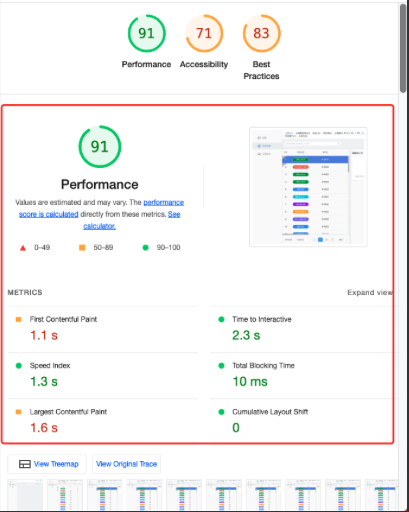 91
71
83
Performance
Accessibility
Best
Practices
91
Performance
Values are estimated and may vary. The performance
score is calculated directly from these metrics. See
calculator.
0–49
50–89
90–100
METRICS
Expand view
First Contentful Paint
1.1 s
Time to Interactive
2.3 s
Speed Index
1.3 s
Total Blocking Time
10 ms
Largest Contentful Paint
1.6 s
Cumulative Layout Shift
0
View Treemap
View Original Trace